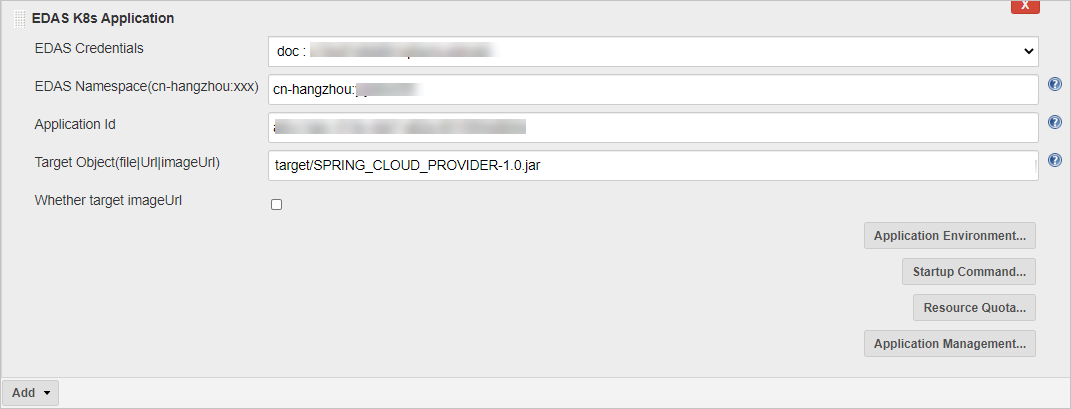 X
EDAS K8s Application
EDAS Credentials
doc :
EDAS Namespace(cn-hangzhou:xxx)
cn-hangzhou:
Application Id
Target Object(file|Url|imageUrl)
target/SPRING_CLOUD_PROVIDER-1.0.jar
Whether target imageUrl
Application Environment...
Startup Command...
Resource Quota...
Application Management...
Add